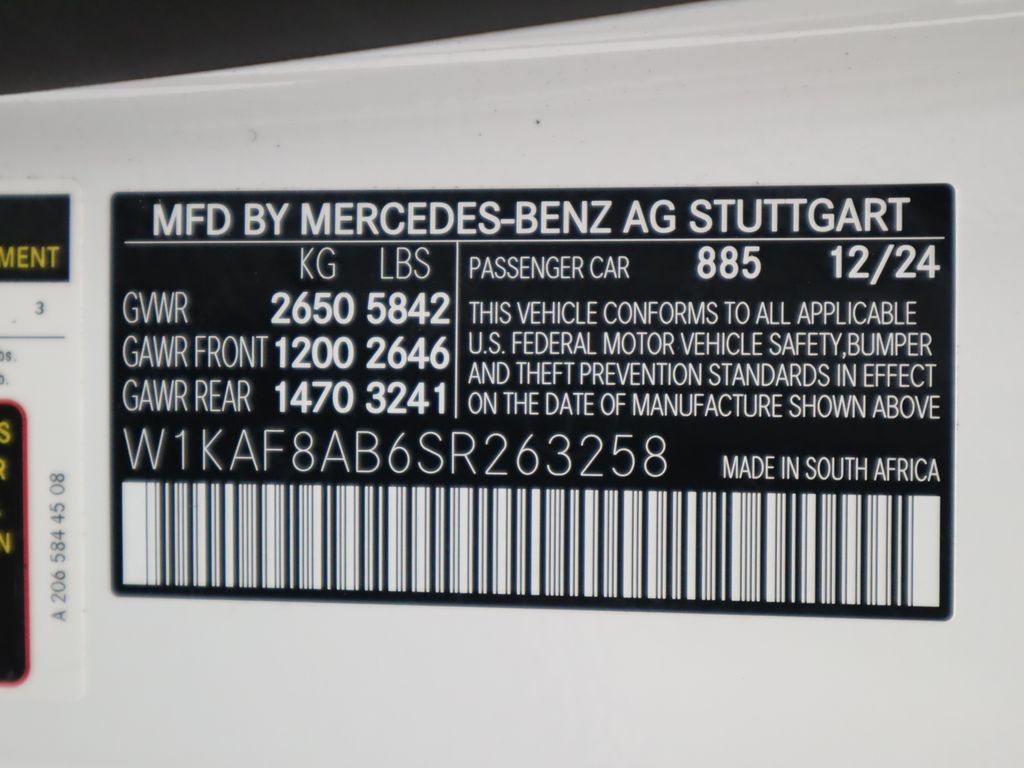 MFD BY MERCEDES-BENZ AG STUTTGART
KG LBS
GVWR 2650 5842
GAWR FRONT 1200 2646
GAWR REAR 1470 3241
PASSENGER CAR 885 12/24
THIS VEHICLE CONFORMS TO ALL APPLICABLE
U.S. FEDERAL MOTOR VEHICLE SAFETY,BUMPER
AND THEFT PREVENTION STANDARDS IN EFFECT
ON THE DATE OF MANUFACTURE SHOWN ABOVE
W1KAF8AB6SR263258
MADE IN SOUTH AFRICA
MENT
3
A 206 584 45 08